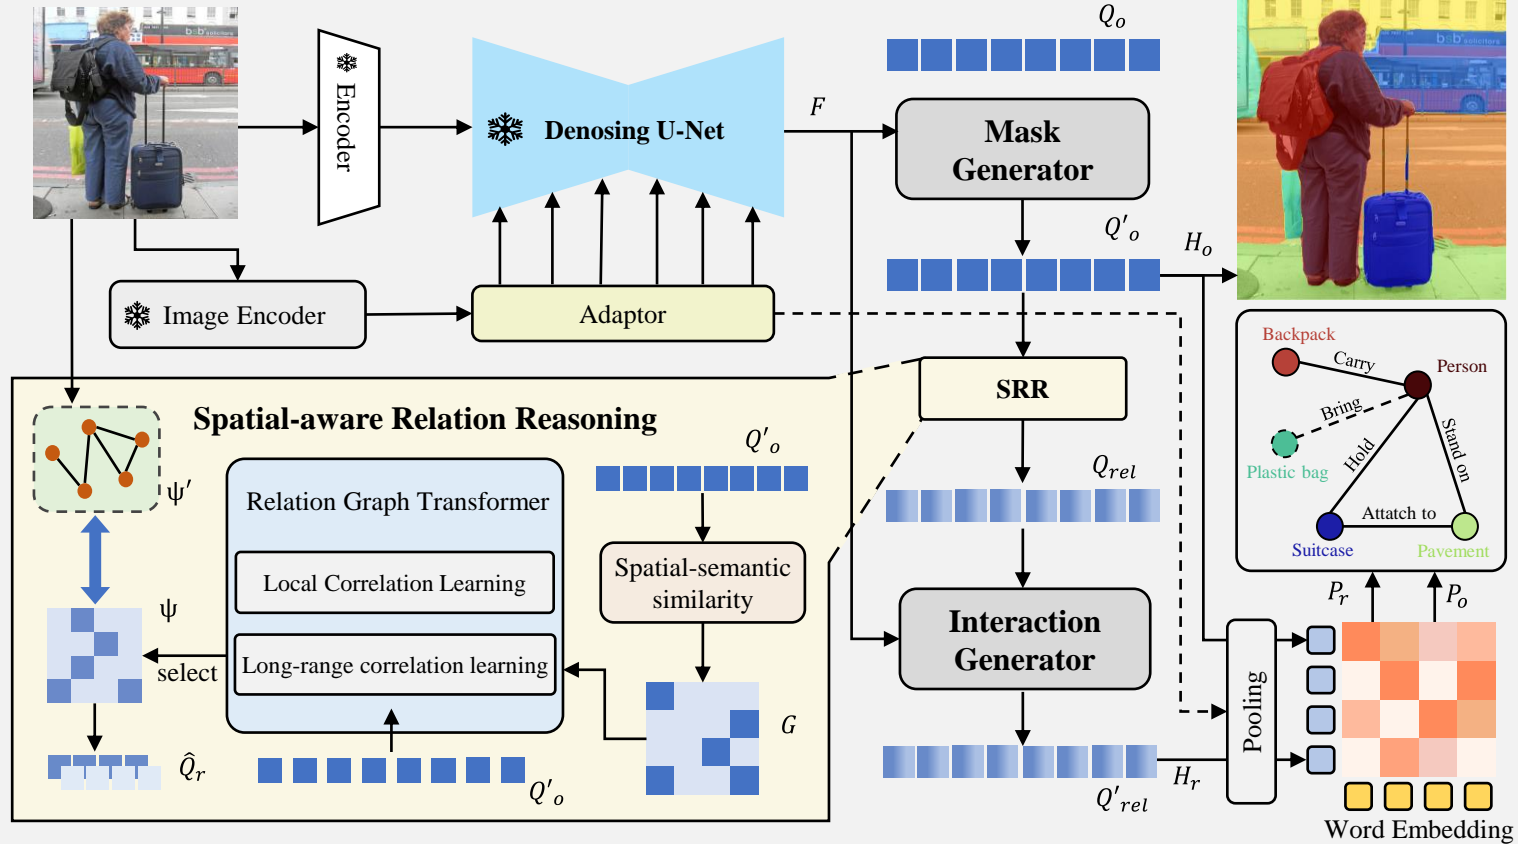 Encoder
Denosing U-Net
F
Q_o
Mask
Generator
Q'_o
H_o
bsb solicitors
Image Encoder
Adaptor
SRR
Spatial-aware Relation Reasoning
ψ′
Relation Graph Transformer
Local Correlation Learning
Long-range correlation learning
Q'_o
Spatial-semantic
similarity
G
ψ
select
Q̂_r
Q'_o
Q_rel
Interaction
Generator
Q'_rel
H_r
Backpack
Carry
Person
Bring
Plastic bag
Hold
Stand on
Attatch to
Suitcase
Pavement
P_r
P_o
Pooling
Word Embedding